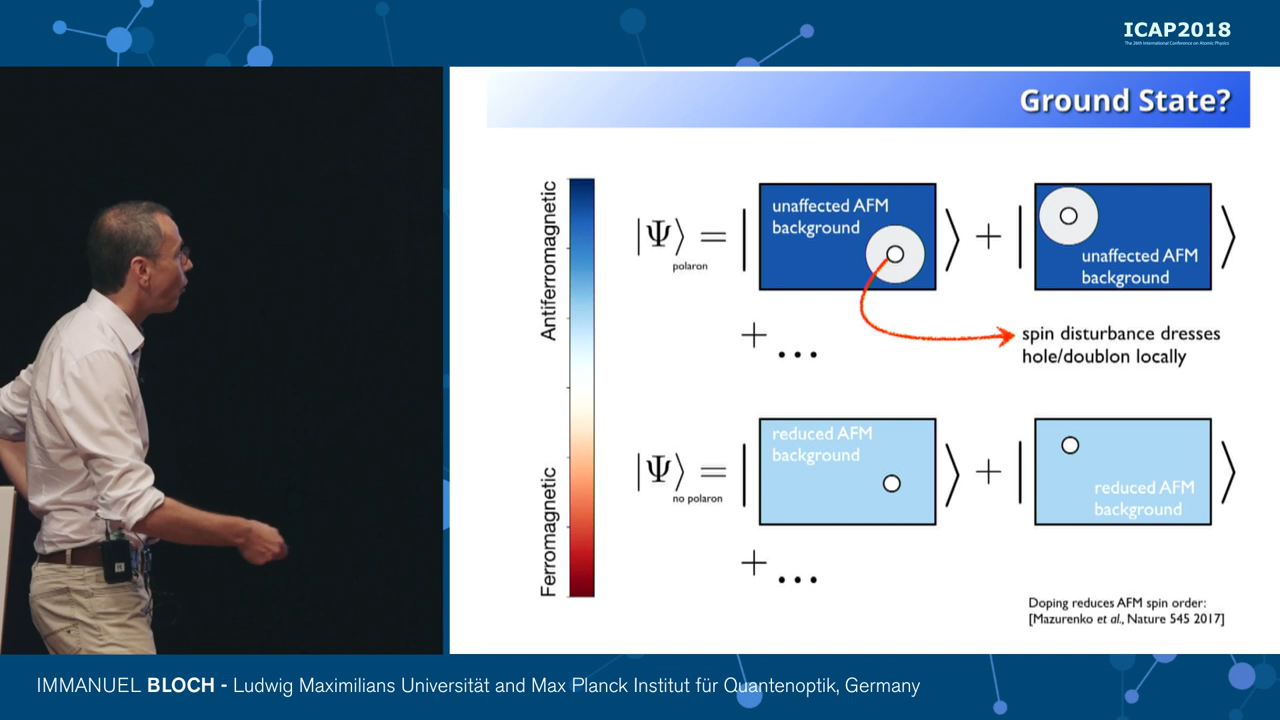 ICAP2018
The 26th International Conference on Atomic Physics
Ground State?
Antiferromagnetic
Ferromagnetic
|Ψ⟩ = |
polaron
unaffected AFM
background
⟩ + |
unaffected AFM
background
⟩
+ ...
spin disturbance dresses
hole/doublon locally
|Ψ⟩ = |
no polaron
reduced AFM
background
⟩ + |
reduced AFM
background
⟩
+ ...
Doping reduces AFM spin order:
[Mazurenko et al., Nature 545 2017]
IMMANUEL BLOCH - Ludwig Maximilians Universität and Max Planck Institut für Quantenoptik, Germany